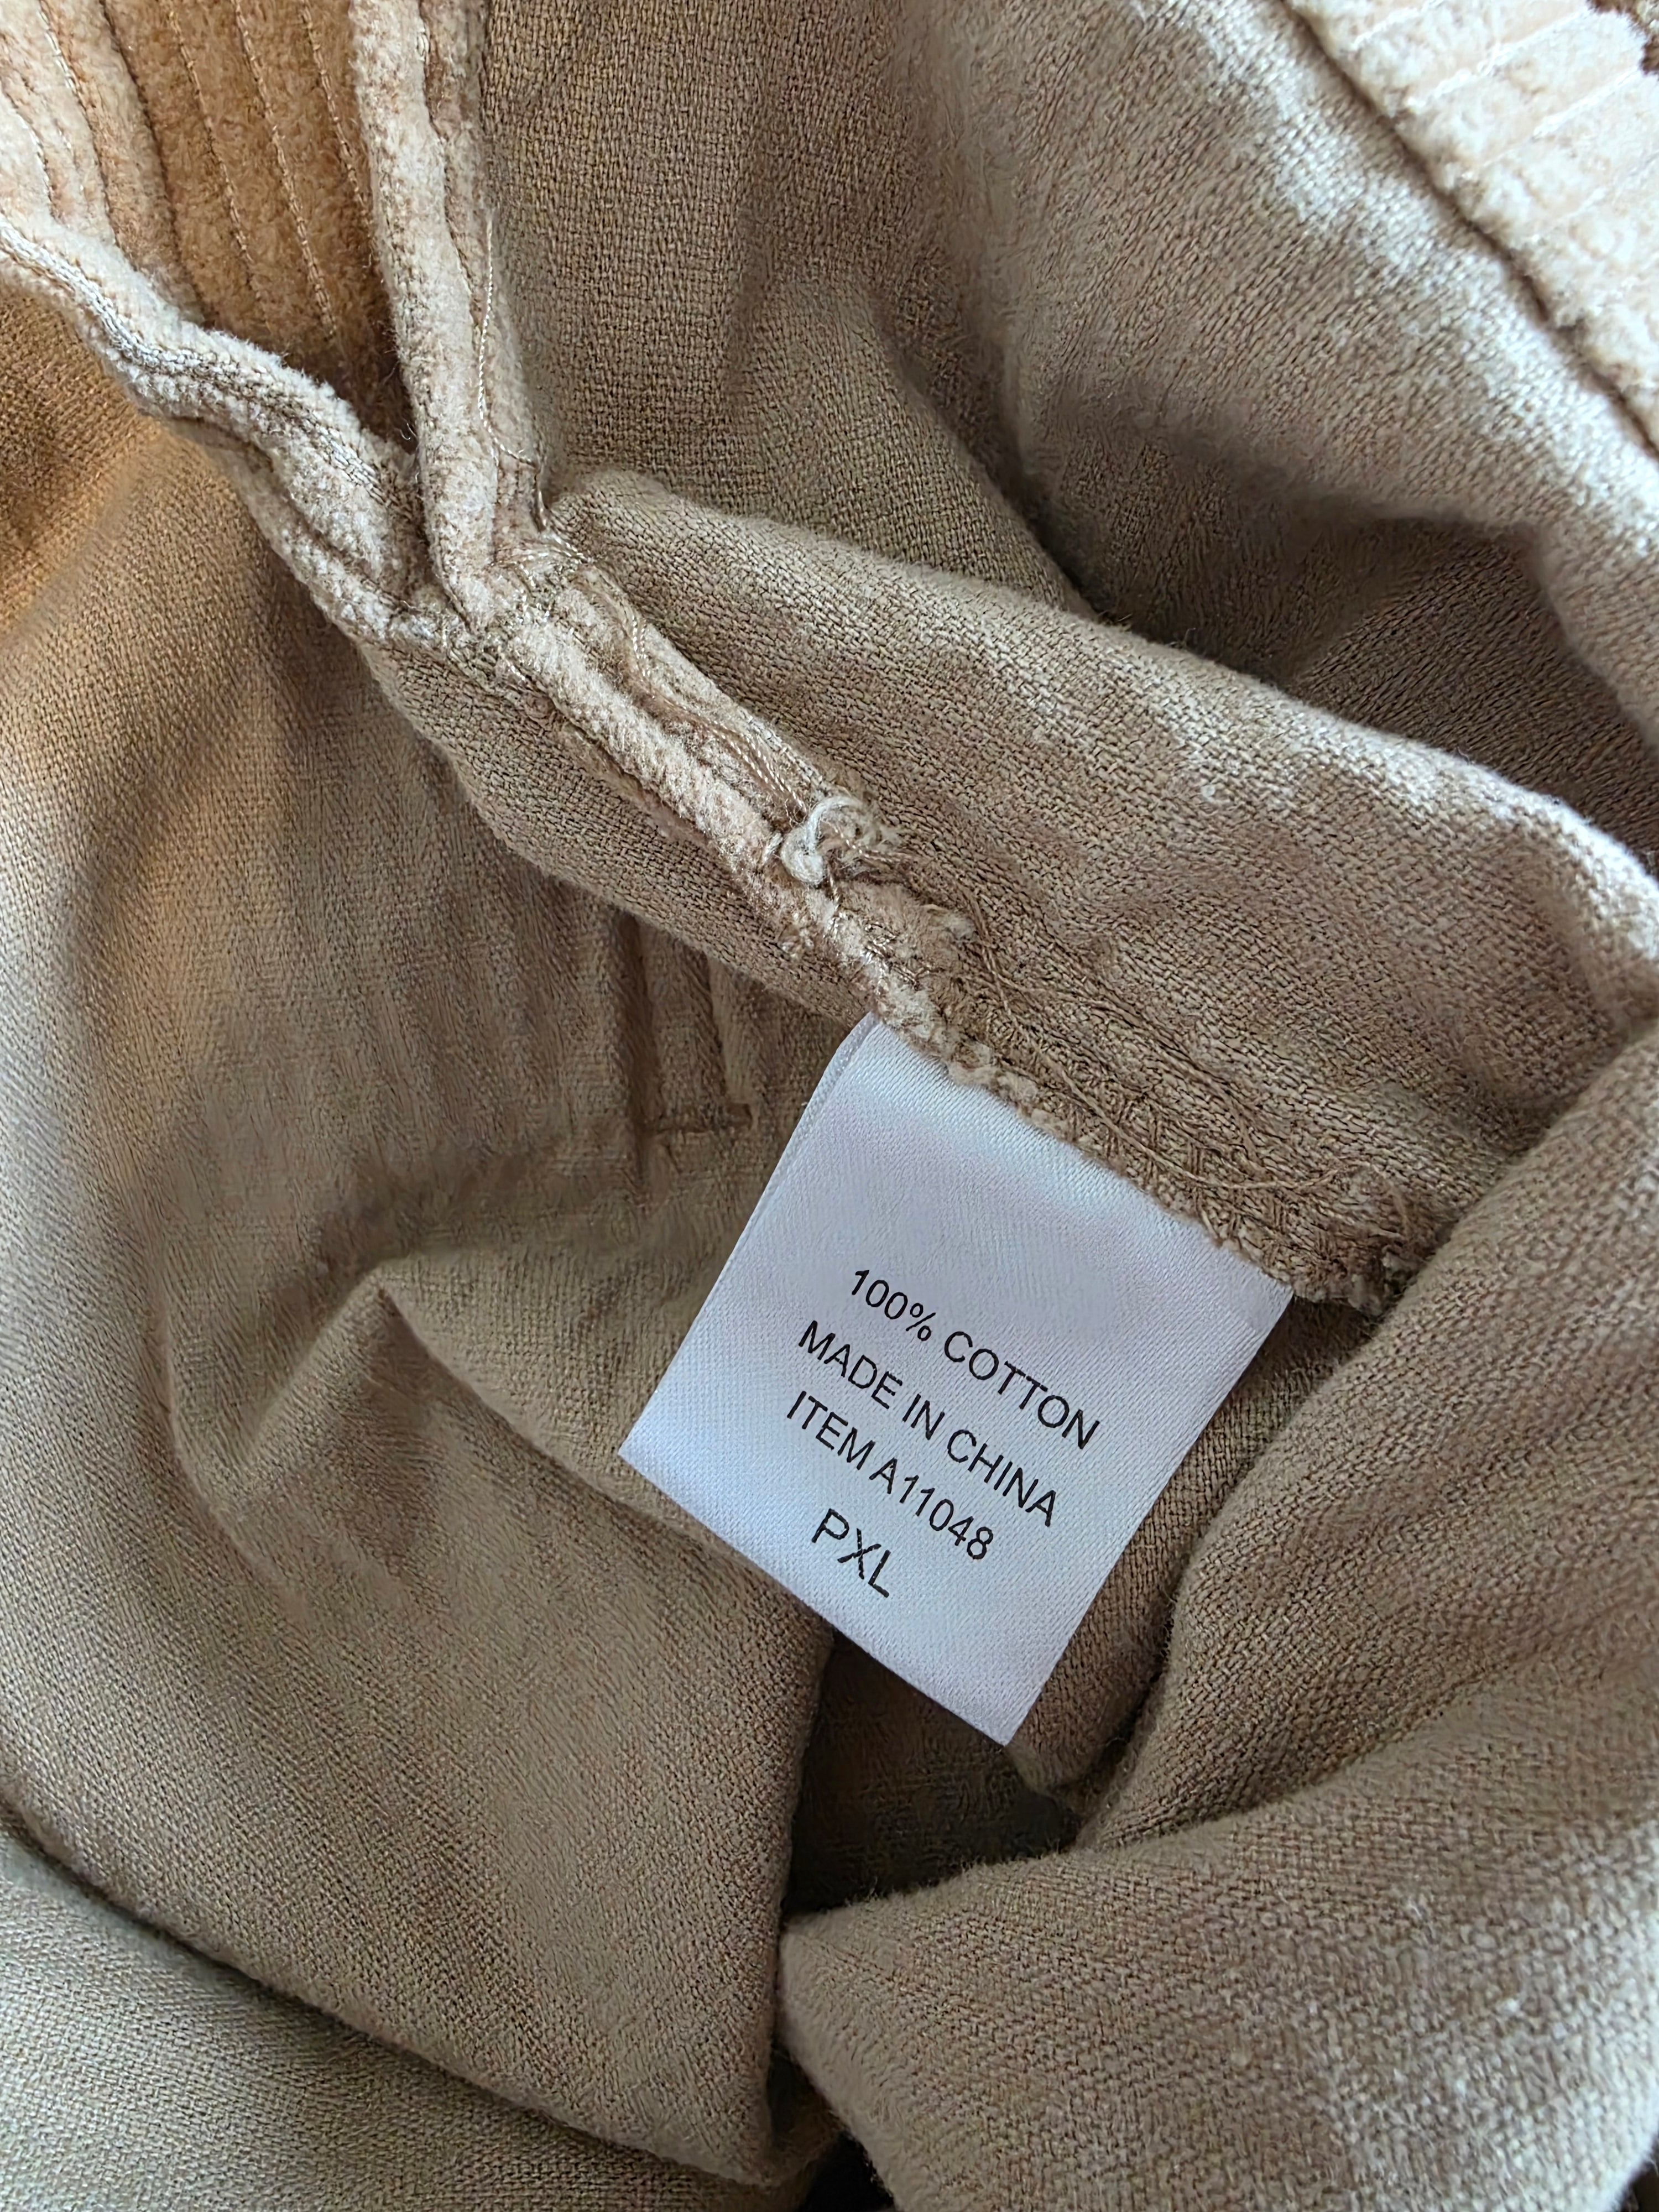 100% COTTON
MADE IN CHINA
ITEM A11048
PXL